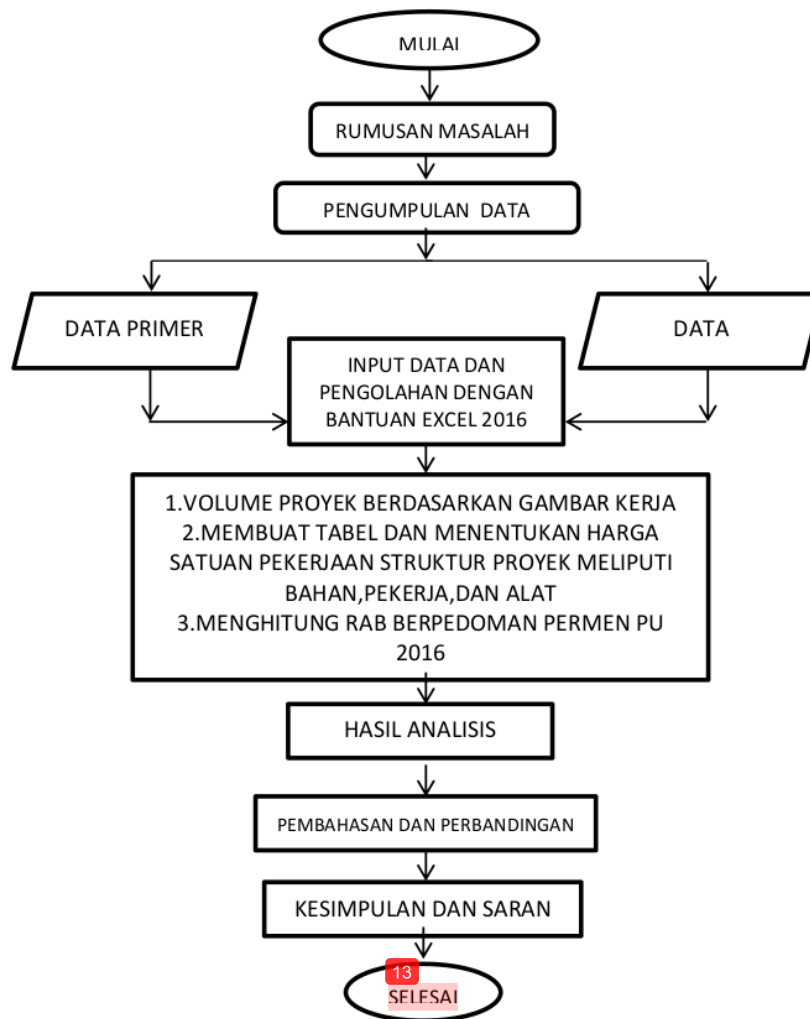 MULAI
RUMUSAN MASALAH
PENGUMPULAN DATA
DATA PRIMER
DATA
INPUT DATA DAN
PENGOLAHAN DENGAN
BANTUAN EXCEL 2016
1.VOLUME PROYEK BERDASARKAN GAMBAR KERJA
2.MEMBUAT TABEL DAN MENENTUKAN HARGA
SATUAN PEKERJAAN STRUKTUR PROYEK MELIPUTI
BAHAN,PEKERJA,DAN ALAT
3.MENGHITUNG RAB BERPEDOMAN PERMEN PU
2016
HASIL ANALISIS
PEMBAHASAN DAN PERBANDINGAN
KESIMPULAN DAN SARAN
13
SELESAI